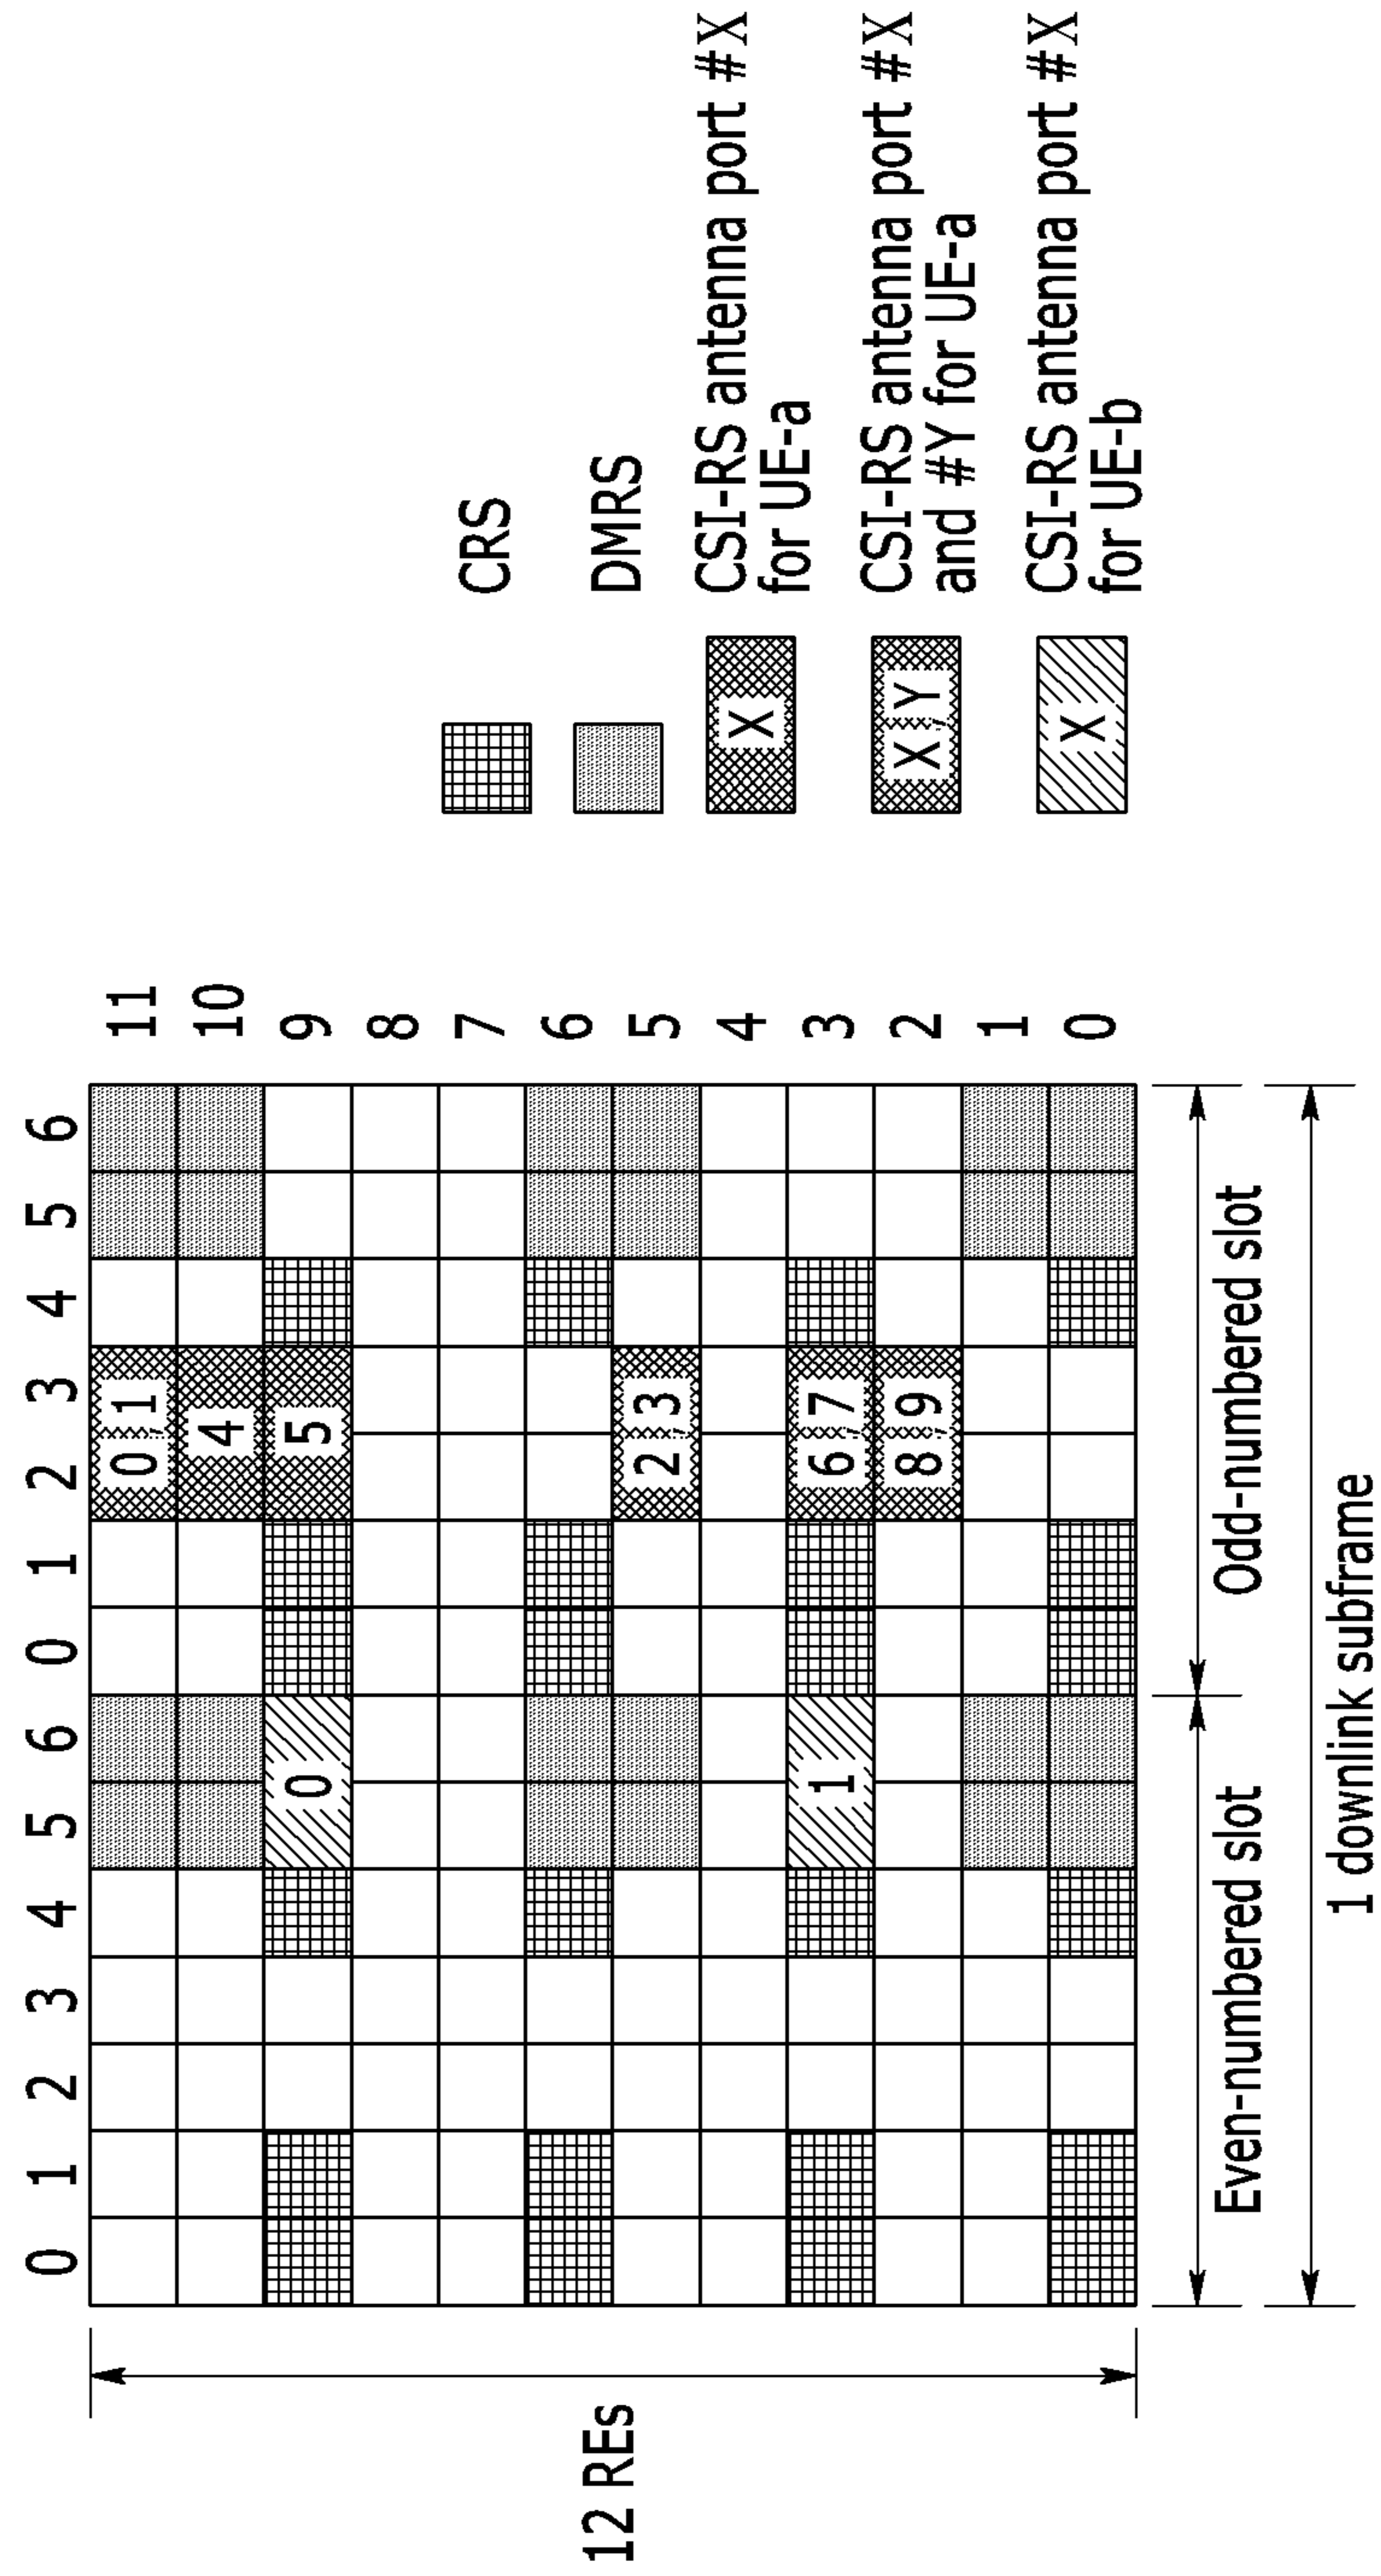 0 1 2 3 4 5 6 0 1 2 3 4 5 6
0,1 11
4 10
0 5 9
8
7
6
12 REs
2,3 5
4
1 6,7 3
8,9 2
1
0
Even-numbered slot Odd-numbered slot
1 downlink subframe
CRS
DMRS
X CSI-RS antenna port #X
for UE-a
X,Y CSI-RS antenna port #X
and #Y for UE-a
X CSI-RS antenna port #X
for UE-b